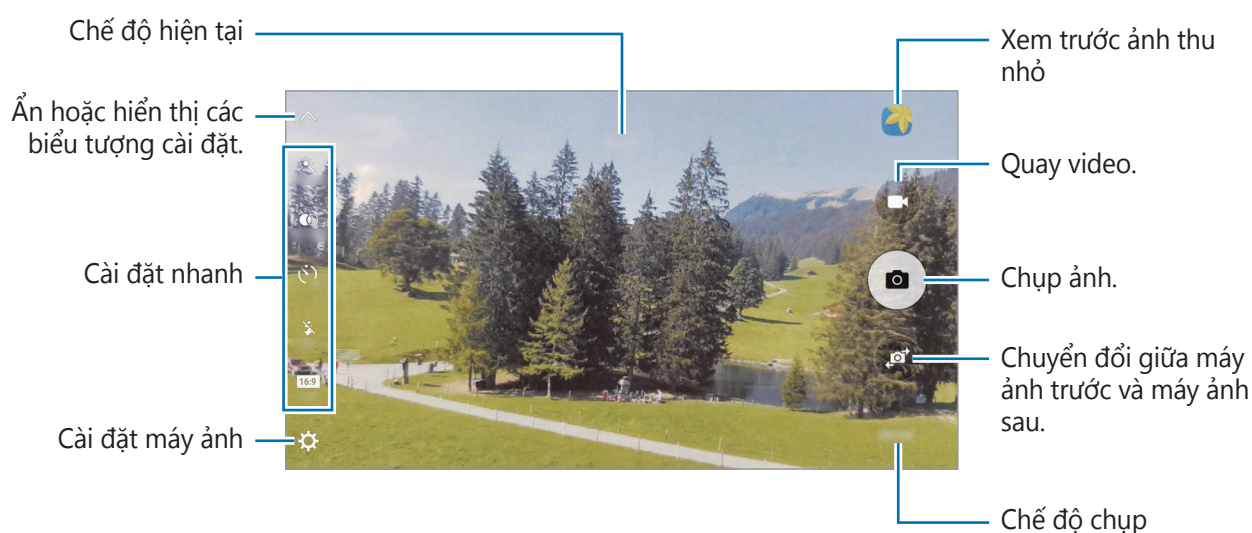 Chế độ hiện tại
Ẩn hoặc hiển thị các
biểu tượng cài đặt.
Cài đặt nhanh
16:9
Cài đặt máy ảnh
Xem trước ảnh thu
nhỏ
Quay video.
Chụp ảnh.
Chuyển đổi giữa máy
ảnh trước và máy ảnh
sau.
Chế độ chụp